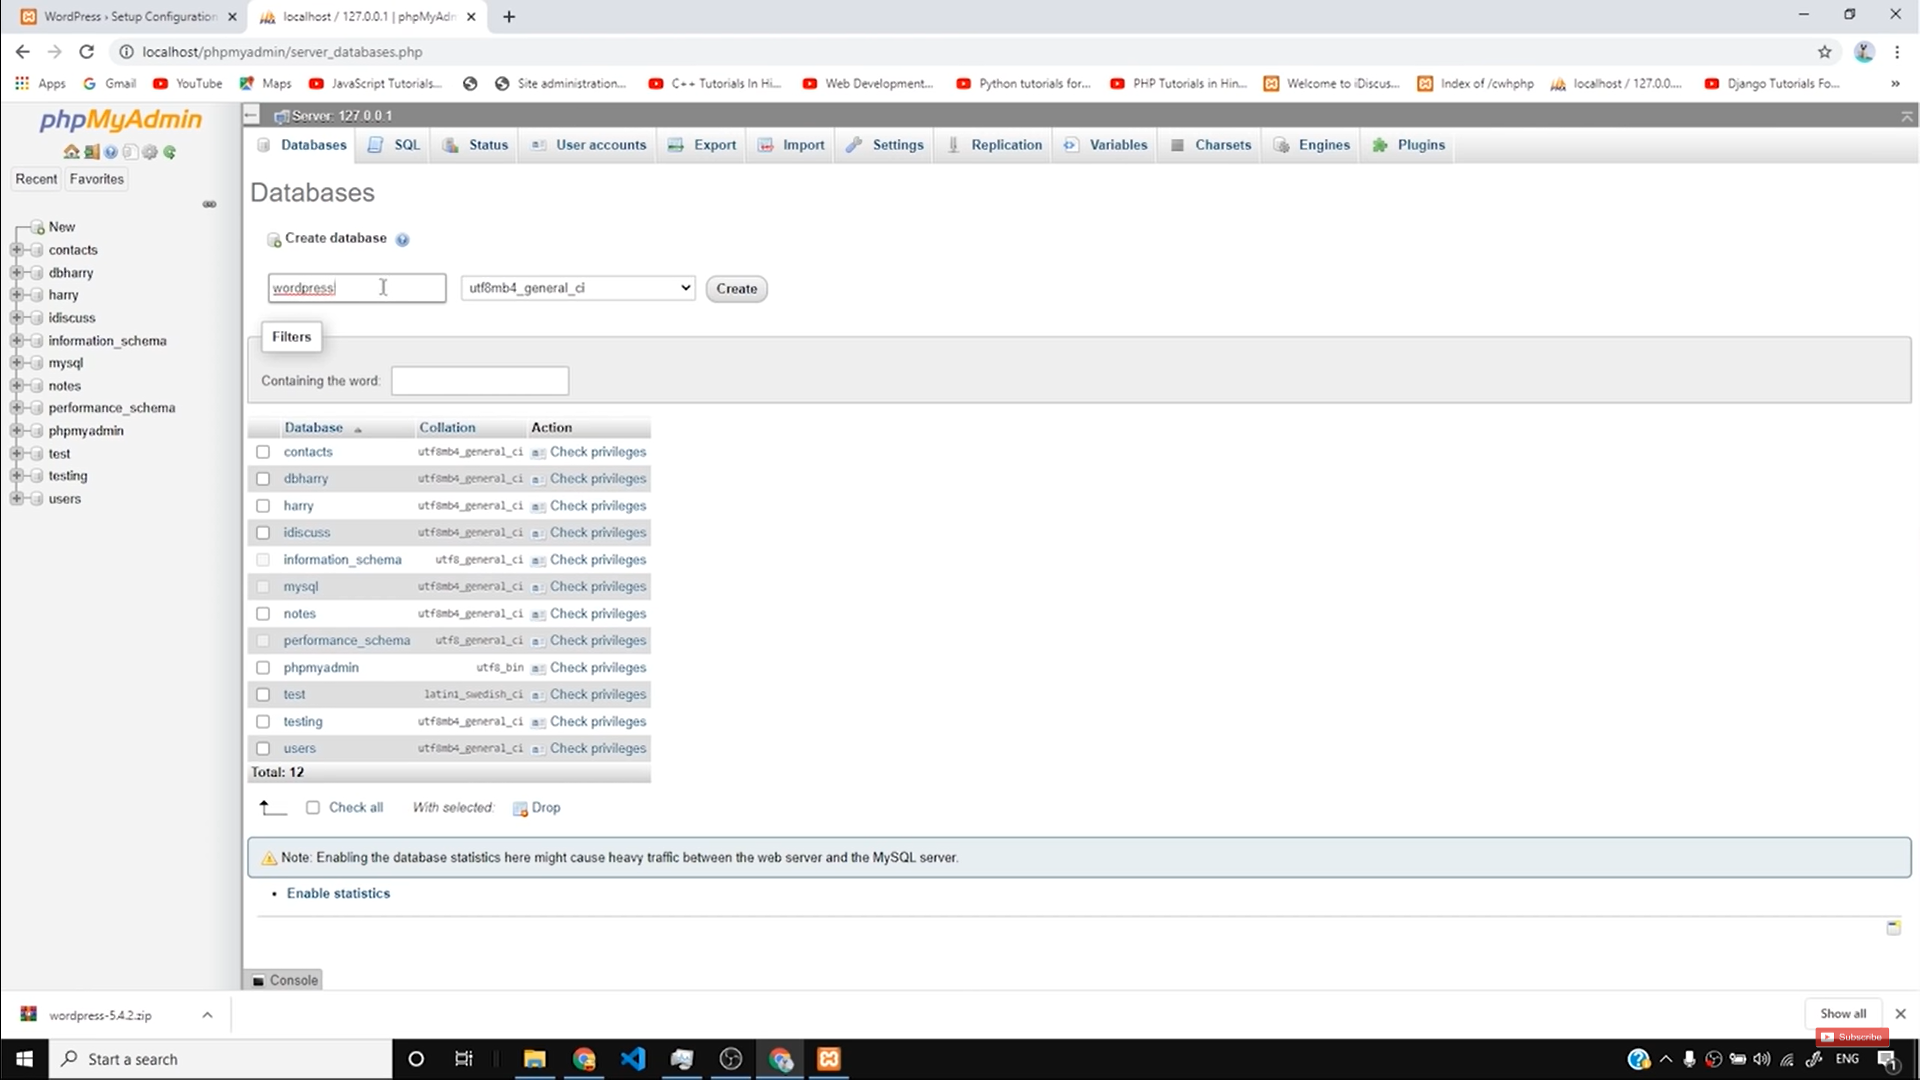 WordPress › Setup Configuration
localhost / 127.0.0.1 | phpMyAdm
localhost/phpmyadmin/server_databases.php
Apps
Gmail
YouTube
Maps
JavaScript Tutorials...
Site administration...
C++ Tutorials In Hi...
Web Development...
Python tutorials for...
PHP Tutorials in Hin...
Welcome to iDiscus...
Index of /cwhphp
localhost / 127.0.0....
Django Tutorials Fo...
»
phpMyAdmin
Recent
Favorites
New
contacts
dbharry
harry
idiscuss
information_schema
mysql
notes
performance_schema
phpmyadmin
test
testing
users
Server: 127.0.0.1
Databases
SQL
Status
User accounts
Export
Import
Settings
Replication
Variables
Charsets
Engines
Plugins
Databases
Create database
wordpress
utf8mb4_general_ci
Create
Filters
Containing the word:
Database Collation Action
contacts utf8mb4_general_ci Check privileges
dbharry utf8mb4_general_ci Check privileges
harry utf8mb4_general_ci Check privileges
idiscuss utf8mb4_general_ci Check privileges
information_schema utf8_general_ci Check privileges
mysql utf8mb4_general_ci Check privileges
notes utf8mb4_general_ci Check privileges
performance_schema utf8_general_ci Check privileges
phpmyadmin utf8_bin Check privileges
test latin1_swedish_ci Check privileges
testing utf8mb4_general_ci Check privileges
users utf8mb4_general_ci Check privileges
Total: 12
Check all With selected: Drop
Note: Enabling the database statistics here might cause heavy traffic between the web server and the MySQL server.
• Enable statistics
Console
wordpress-5.4.2.zip
Show all
Subscribe
Start a search
ENG
1